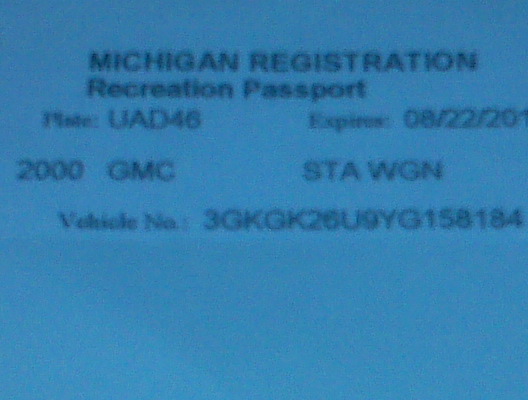 MICHIGAN REGISTRATION
Recreation Passport
Plate: UAD46 Expires: 08/22/201
2000 GMC STA WGN
Vehicle No.: 3GKGK26U9YG158184